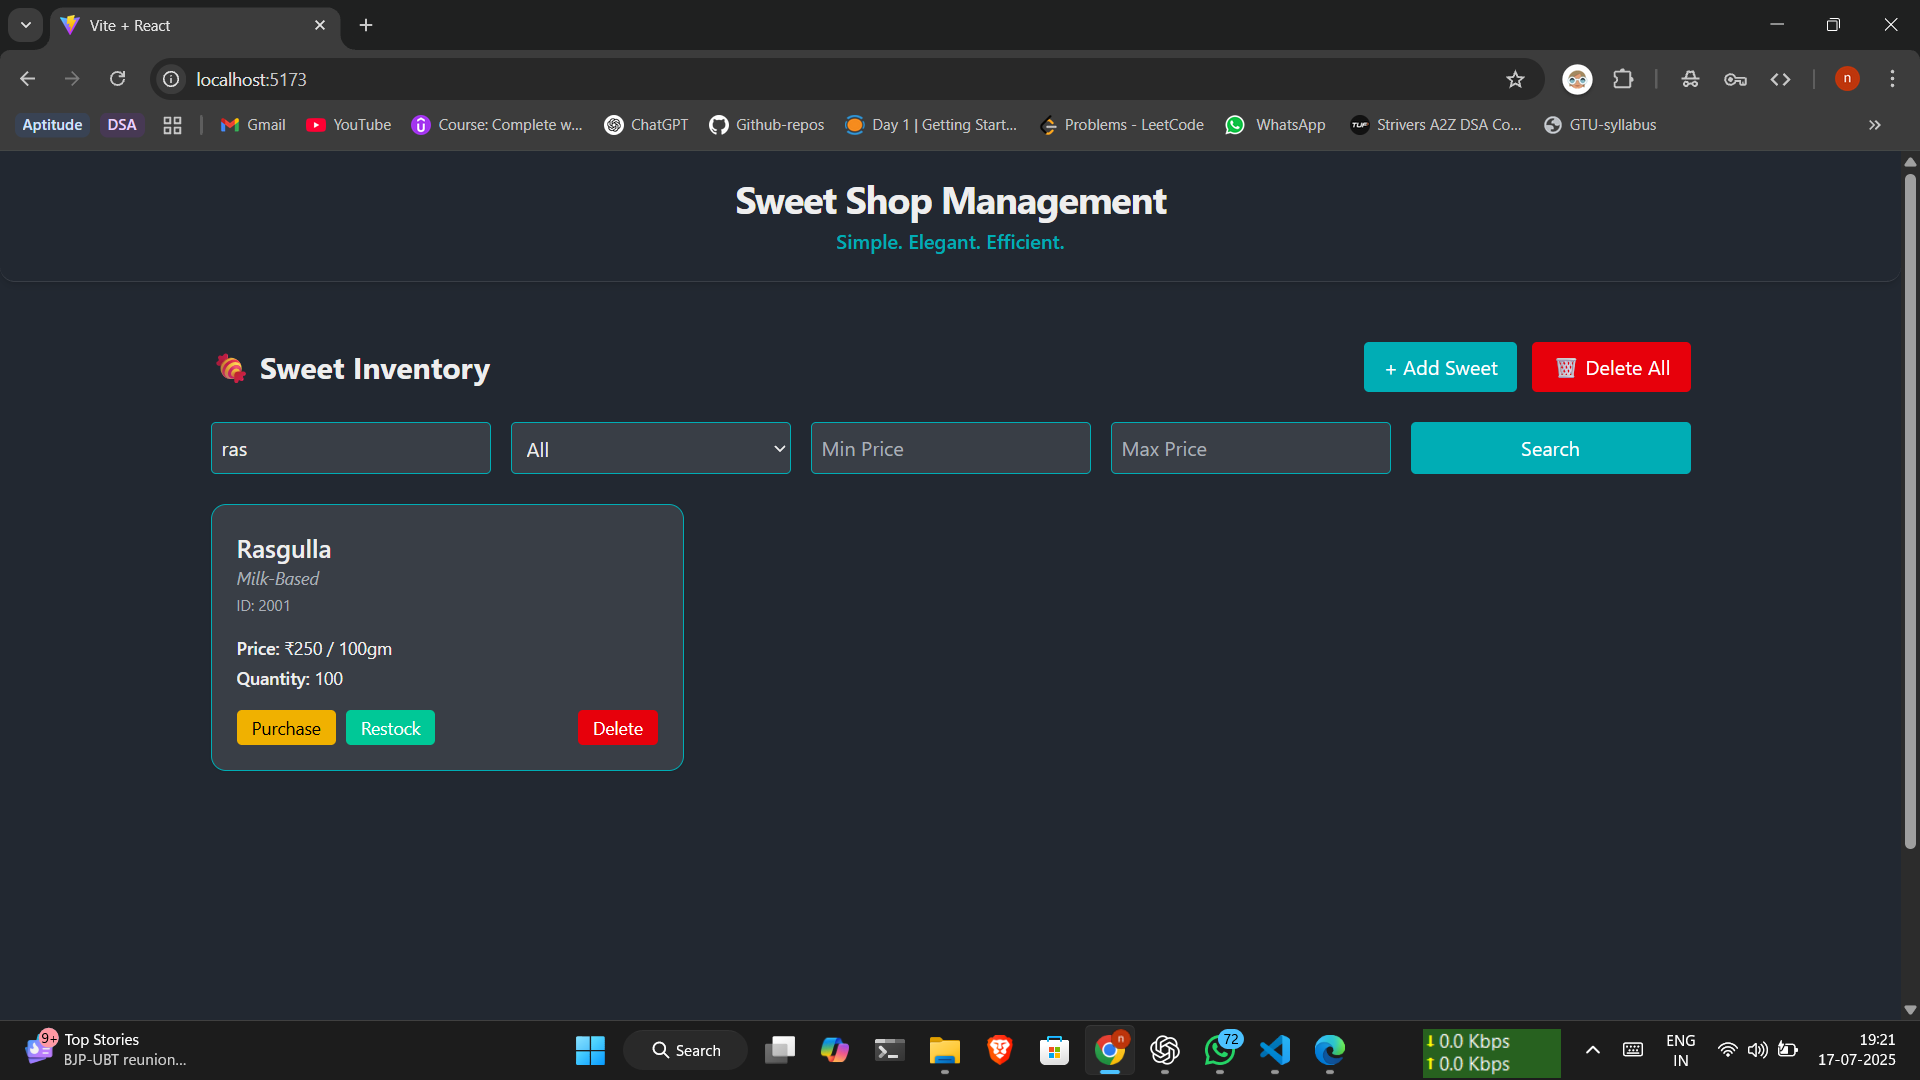 Vite + React
localhost:5173
n
Aptitude DSA Gmail YouTube Course: Complete w... ChatGPT Github-repos Day 1 | Getting Start... Problems - LeetCode WhatsApp TUF Strivers A2Z DSA Co... GTU-syllabus
Sweet Shop Management
Simple. Elegant. Efficient.
🍬 Sweet Inventory
+ Add Sweet
🗑️ Delete All
ras
All
Min Price
Max Price
Search
Rasgulla
Milk-Based
ID: 2001
Price: ₹250 / 100gm
Quantity: 100
Purchase Restock Delete
9+
Top Stories
BJP-UBT reunion...
Search
n
72
↓ 0.0 Kbps
↑ 0.0 Kbps
ENG
IN
19:21
17-07-2025